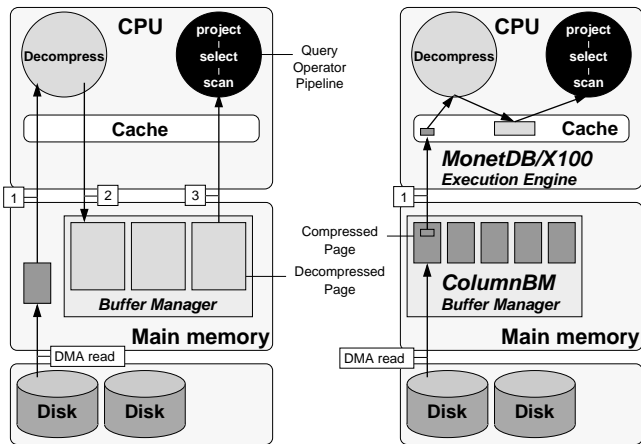 CPU
Decompress
project
select
scan
Cache
1
2
3
Buffer Manager
Main memory
DMA read
Disk
Disk
Query
Operator
Pipeline
Compressed
Page
Decompressed
Page
CPU
Decompress
project
select
scan
Cache
MonetDB/X100
Execution Engine
1
ColumnBM
Buffer Manager
Main memory
DMA read
Disk
Disk